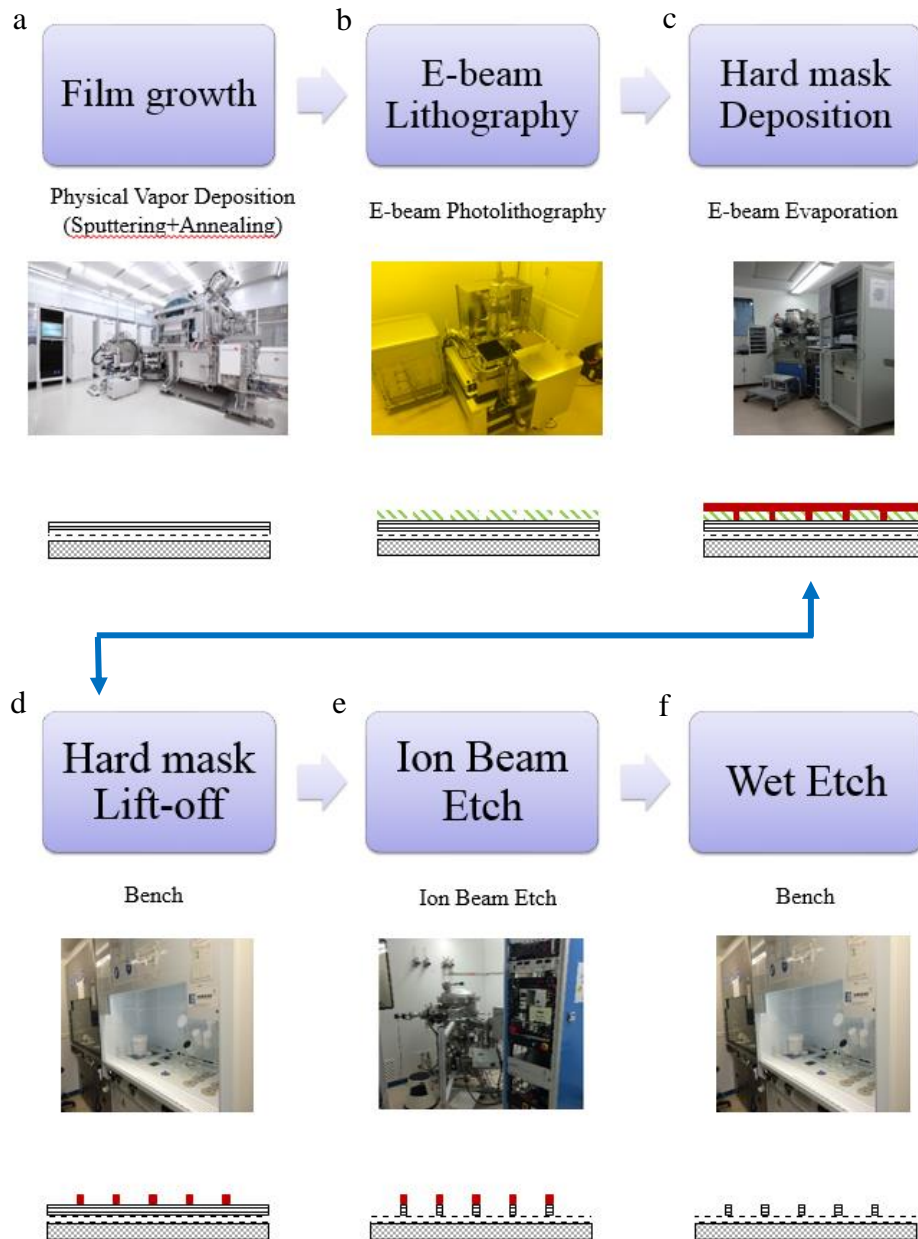 a
b
c
Film growth
E-beam
Lithography
Hard mask
Deposition
Physical Vapor Deposition
(Sputtering+Annealing)
E-beam Photolithography
E-beam Evaporation
d
e
f
Hard mask
Lift-off
Ion Beam
Etch
Wet Etch
Bench
Ion Beam Etch
Bench